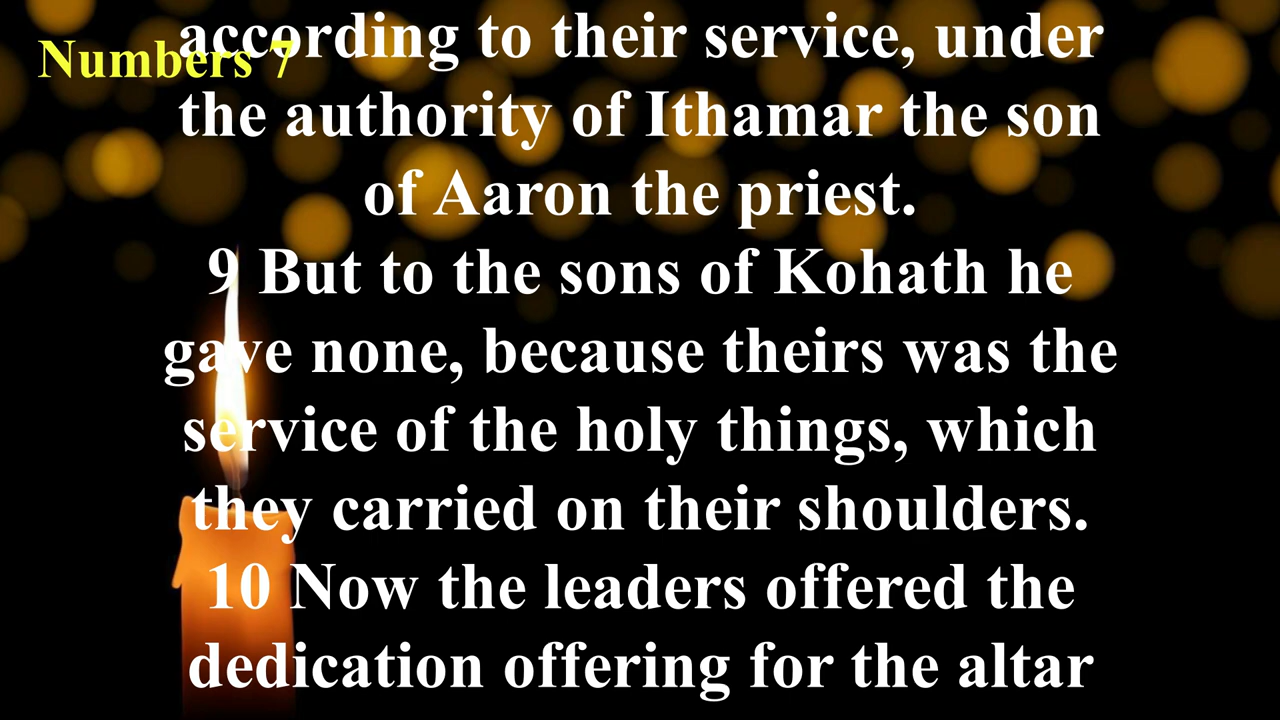 Numbers 7
according to their service, under
the authority of Ithamar the son
of Aaron the priest.
9 But to the sons of Kohath he
gave none, because theirs was the
service of the holy things, which
they carried on their shoulders.
10 Now the leaders offered the
dedication offering for the altar